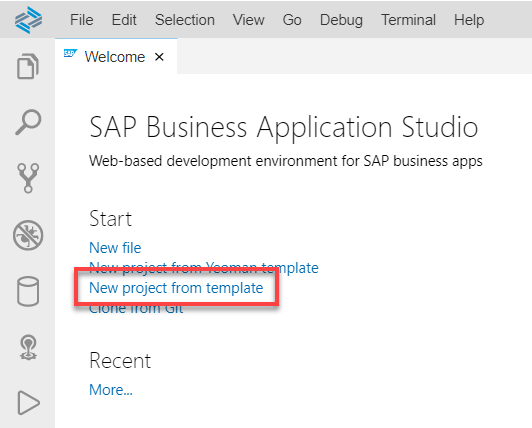 File Edit Selection View Go Debug Terminal Help
SAP Welcome ×
SAP Business Application Studio
Web-based development environment for SAP business apps
Start
New file
New project from Yeoman template
New project from template
Clone from Git
Recent
More...